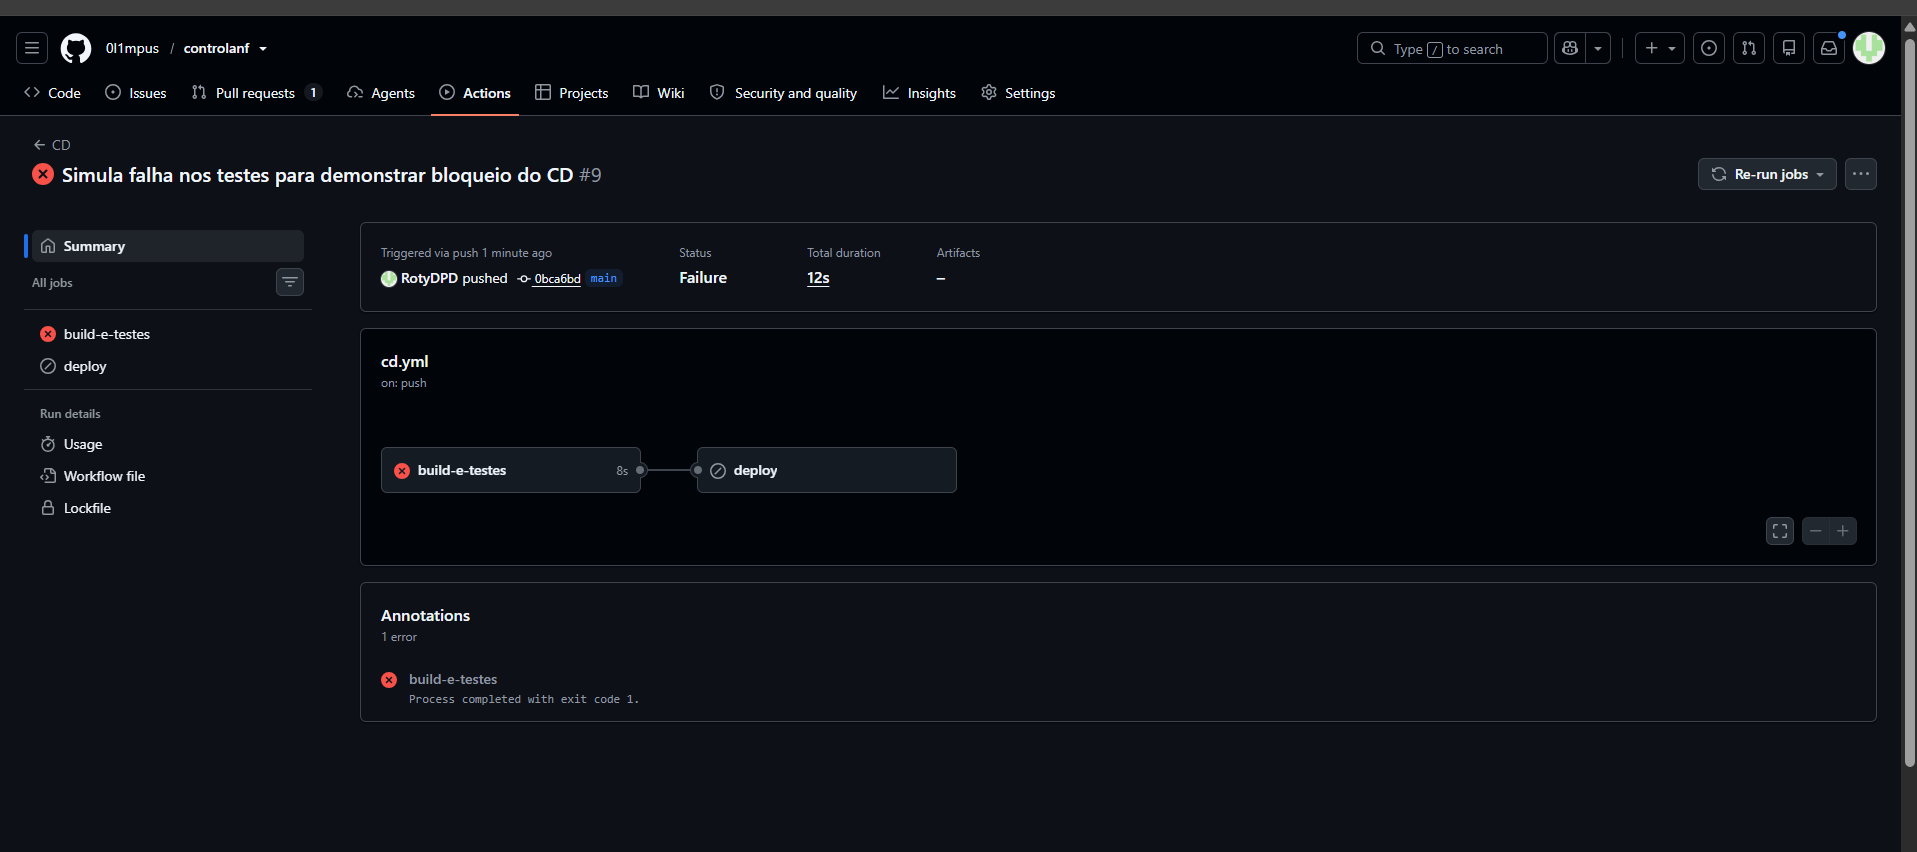 0l1mpus / controlanf
Type / to search
Code
Issues
Pull requests 1
Agents
Actions
Projects
Wiki
Security and quality
Insights
Settings
CD
Simula falha nos testes para demonstrar bloqueio do CD #9
Re-run jobs
Summary
All jobs
build-e-testes
deploy
Run details
Usage
Workflow file
Lockfile
Triggered via push 1 minute ago
RotyDPD pushed 0bca6bd main
Status
Failure
Total duration
12s
Artifacts
–
cd.yml
on: push
build-e-testes 8s
deploy
Annotations
1 error
build-e-testes
Process completed with exit code 1.